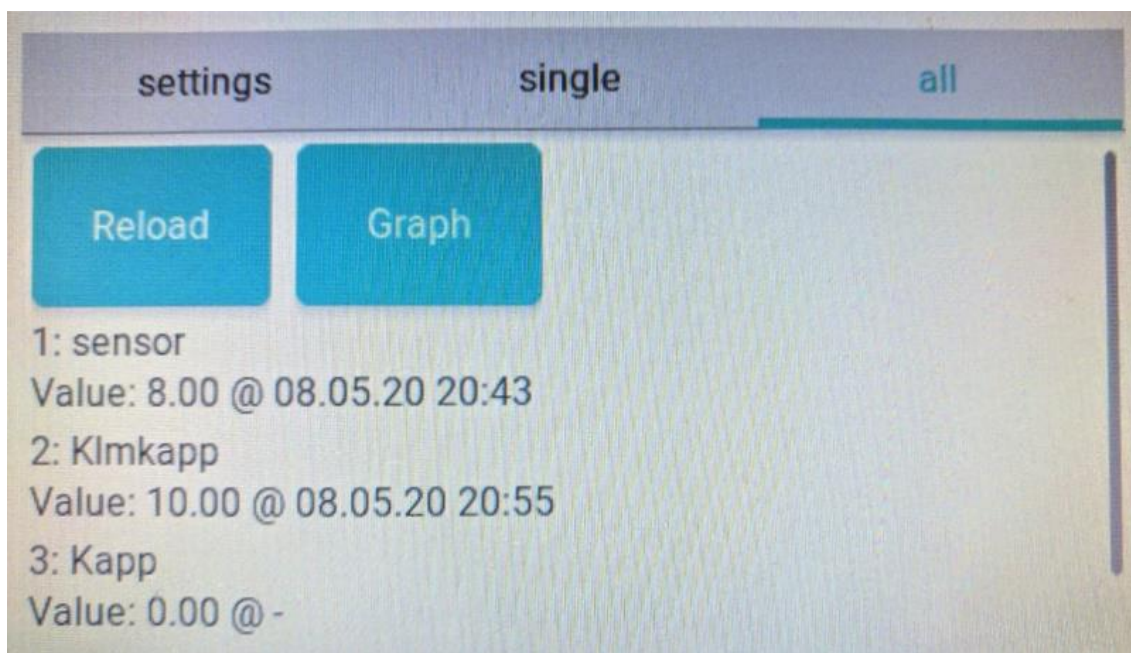 settings single all
Reload Graph
1: sensor
Value: 8.00 @ 08.05.20 20:43
2: Klmkapp
Value: 10.00 @ 08.05.20 20:55
3: Kapp
Value: 0.00 @ -